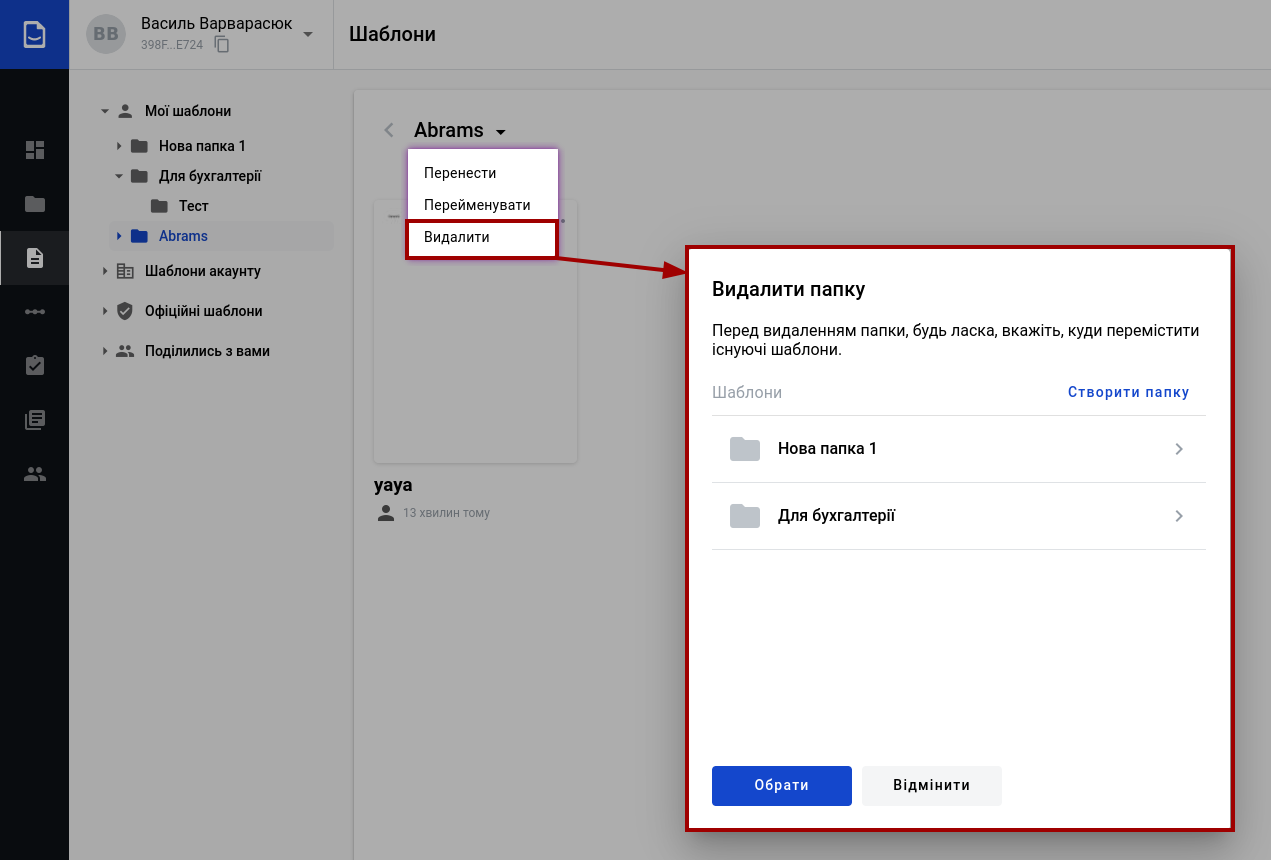 ВВ
Василь Варварасюк
398F...E724
Шаблони
Мої шаблони
Нова папка 1
Для бухгалтерії
Тест
Abrams
Шаблони акаунту
Офіційні шаблони
Поділились з вами
Abrams
Перенести
Перейменувати
Видалити
yaya
13 хвилин тому
Видалити папку
Перед видаленням папки, будь ласка, вкажіть, куди перемістити
існуючі шаблони.
Шаблони
Створити папку
Нова папка 1
Для бухгалтерії
Обрати
Відмінити